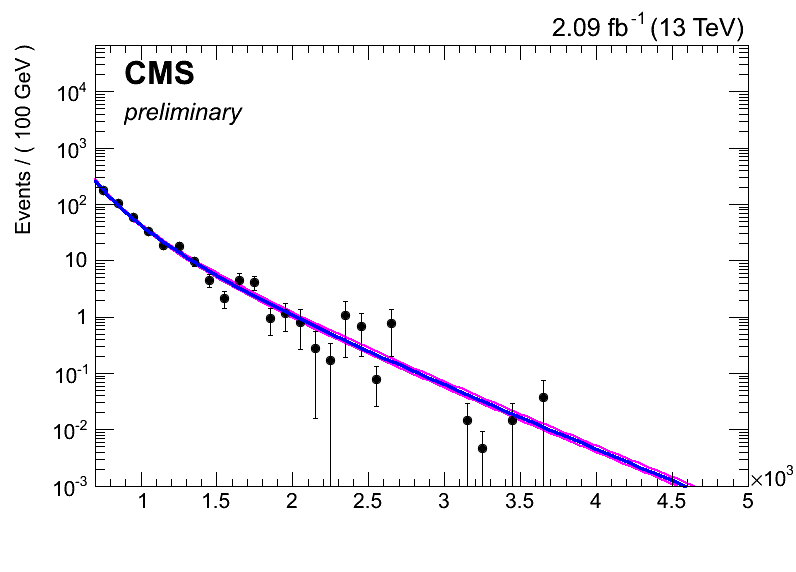 2.09 fb⁻¹ (13 TeV)
CMS
preliminary
Events / ( 100 GeV )
10⁴
10³
10²
10
1
10⁻¹
10⁻²
10⁻³
1 1.5 2 2.5 3 3.5 4 4.5 5
×10³